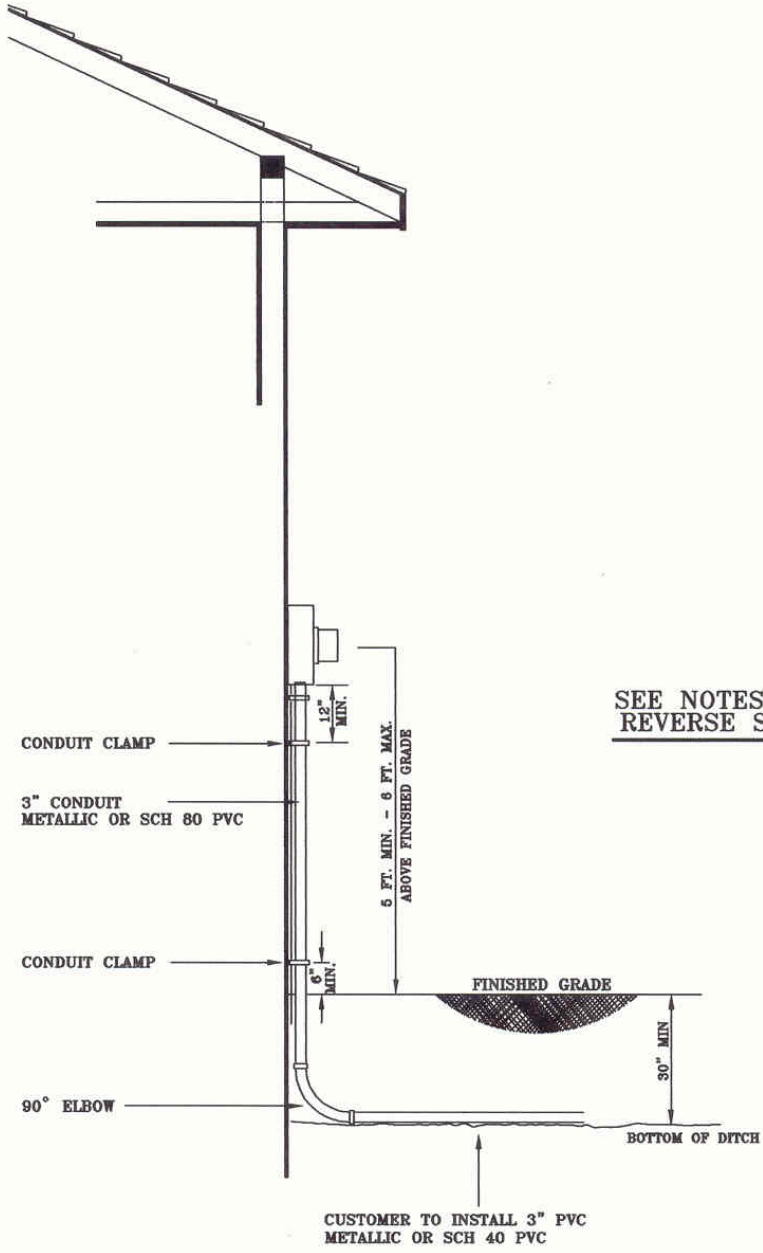 SEE NOTES
REVERSE S
12"
MIN.
CONDUIT CLAMP
3" CONDUIT
METALLIC OR SCH 80 PVC
5 FT. MIN. - 6 FT. MAX.
ABOVE FINISHED GRADE
CONDUIT CLAMP
6"
MIN.
FINISHED GRADE
30" MIN
90° ELBOW
BOTTOM OF DITCH
CUSTOMER TO INSTALL 3" PVC
METALLIC OR SCH 40 PVC